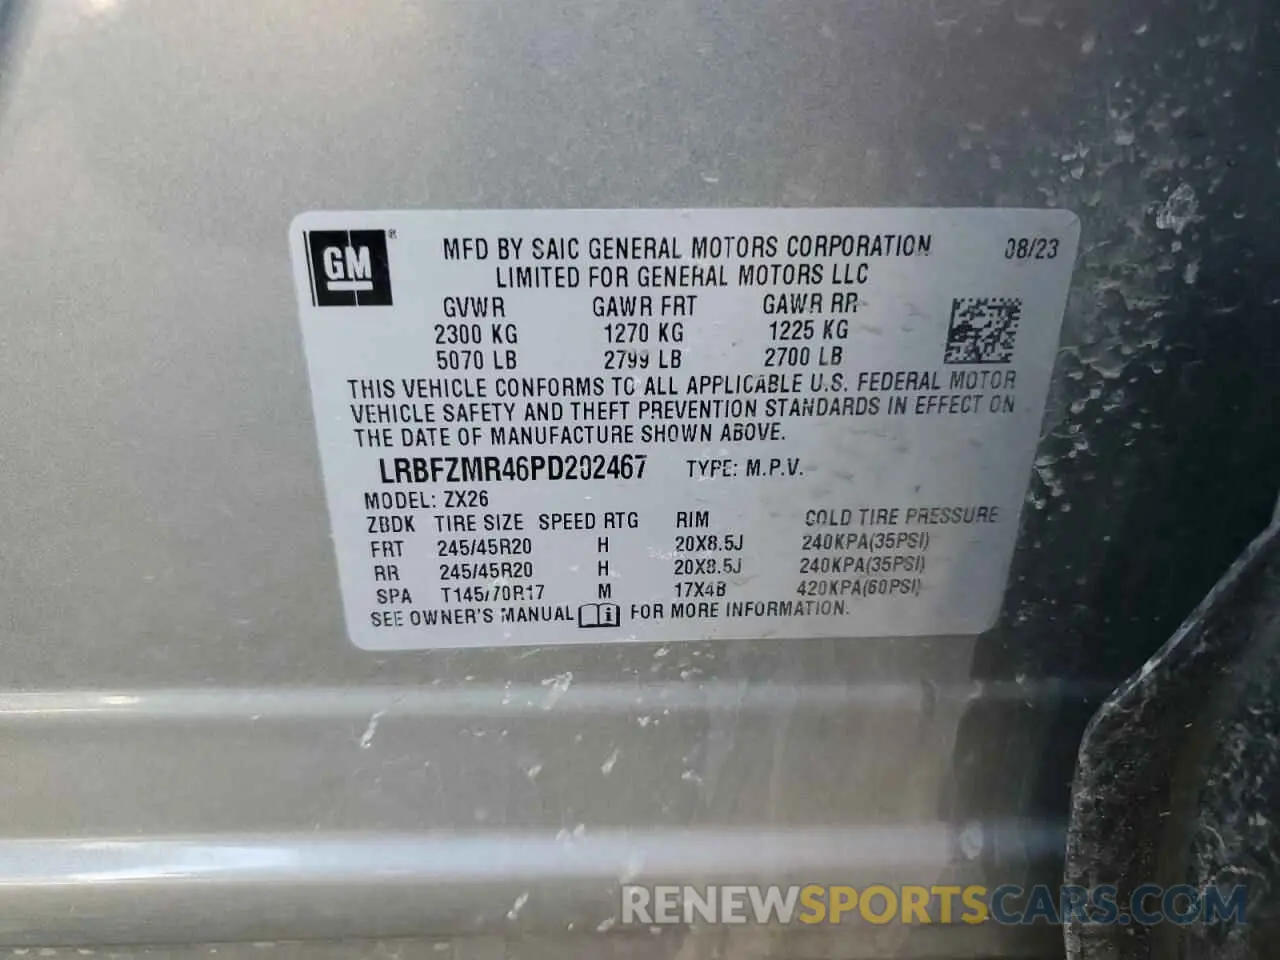 GM ® MFD BY SAIC GENERAL MOTORS CORPORATION 08/23
LIMITED FOR GENERAL MOTORS LLC
GVWR GAWR FRT GAWR RR
2300 KG 1270 KG 1225 KG
5070 LB 2799 LB 2700 LB
THIS VEHICLE CONFORMS TO ALL APPLICABLE U.S. FEDERAL MOTOR
VEHICLE SAFETY AND THEFT PREVENTION STANDARDS IN EFFECT ON
THE DATE OF MANUFACTURE SHOWN ABOVE.
LRBFZMR46PD202467 TYPE: M.P.V.
MODEL: ZX26
ZBDK TIRE SIZE SPEED RTG RIM COLD TIRE PRESSURE
FRT 245/45R20 H 20X8.5J 240KPA(35PSI)
RR 245/45R20 H 20X8.5J 240KPA(35PSI)
SPA T145/70R17 M 17X4B 420KPA(60PSI)
SEE OWNER'S MANUAL i FOR MORE INFORMATION.
RENEWSPORTSCARS.COM